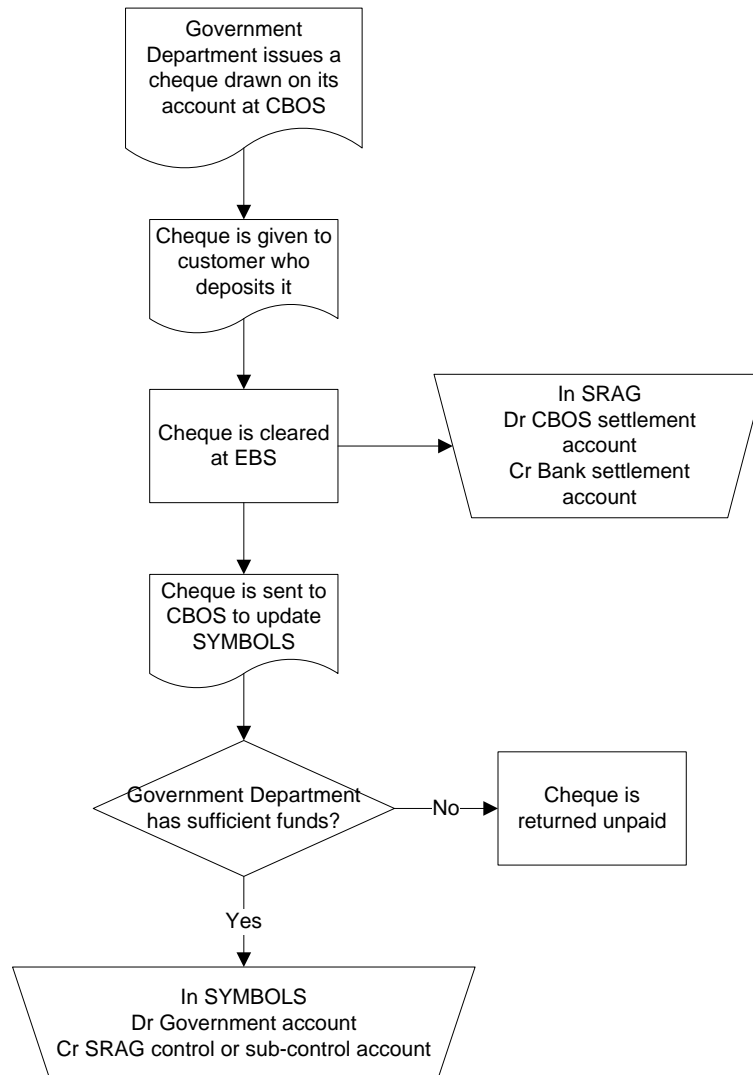 Government
Department issues a
cheque drawn on its
account at CBOS
Cheque is given to
customer who
deposits it
Cheque is cleared
at EBS
In SRAG
Dr CBOS settlement
account
Cr Bank settlement
account
Cheque is sent to
CBOS to update
SYMBOLS
Government Department
has sufficient funds?
No
Cheque is
returned unpaid
Yes
In SYMBOLS
Dr Government account
Cr SRAG control or sub-control account